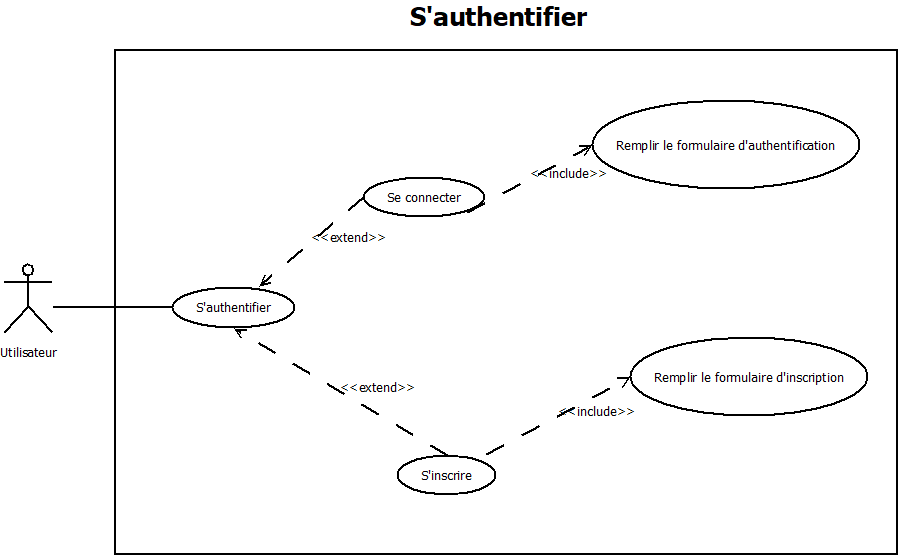 S'authentifier
Remplir le formulaire d'authentification
<<include>>
Se connecter
<<extend>>
S'authentifier
Utilisateur
<<extend>>
Remplir le formulaire d'inscription
<<include>>
S'inscrire